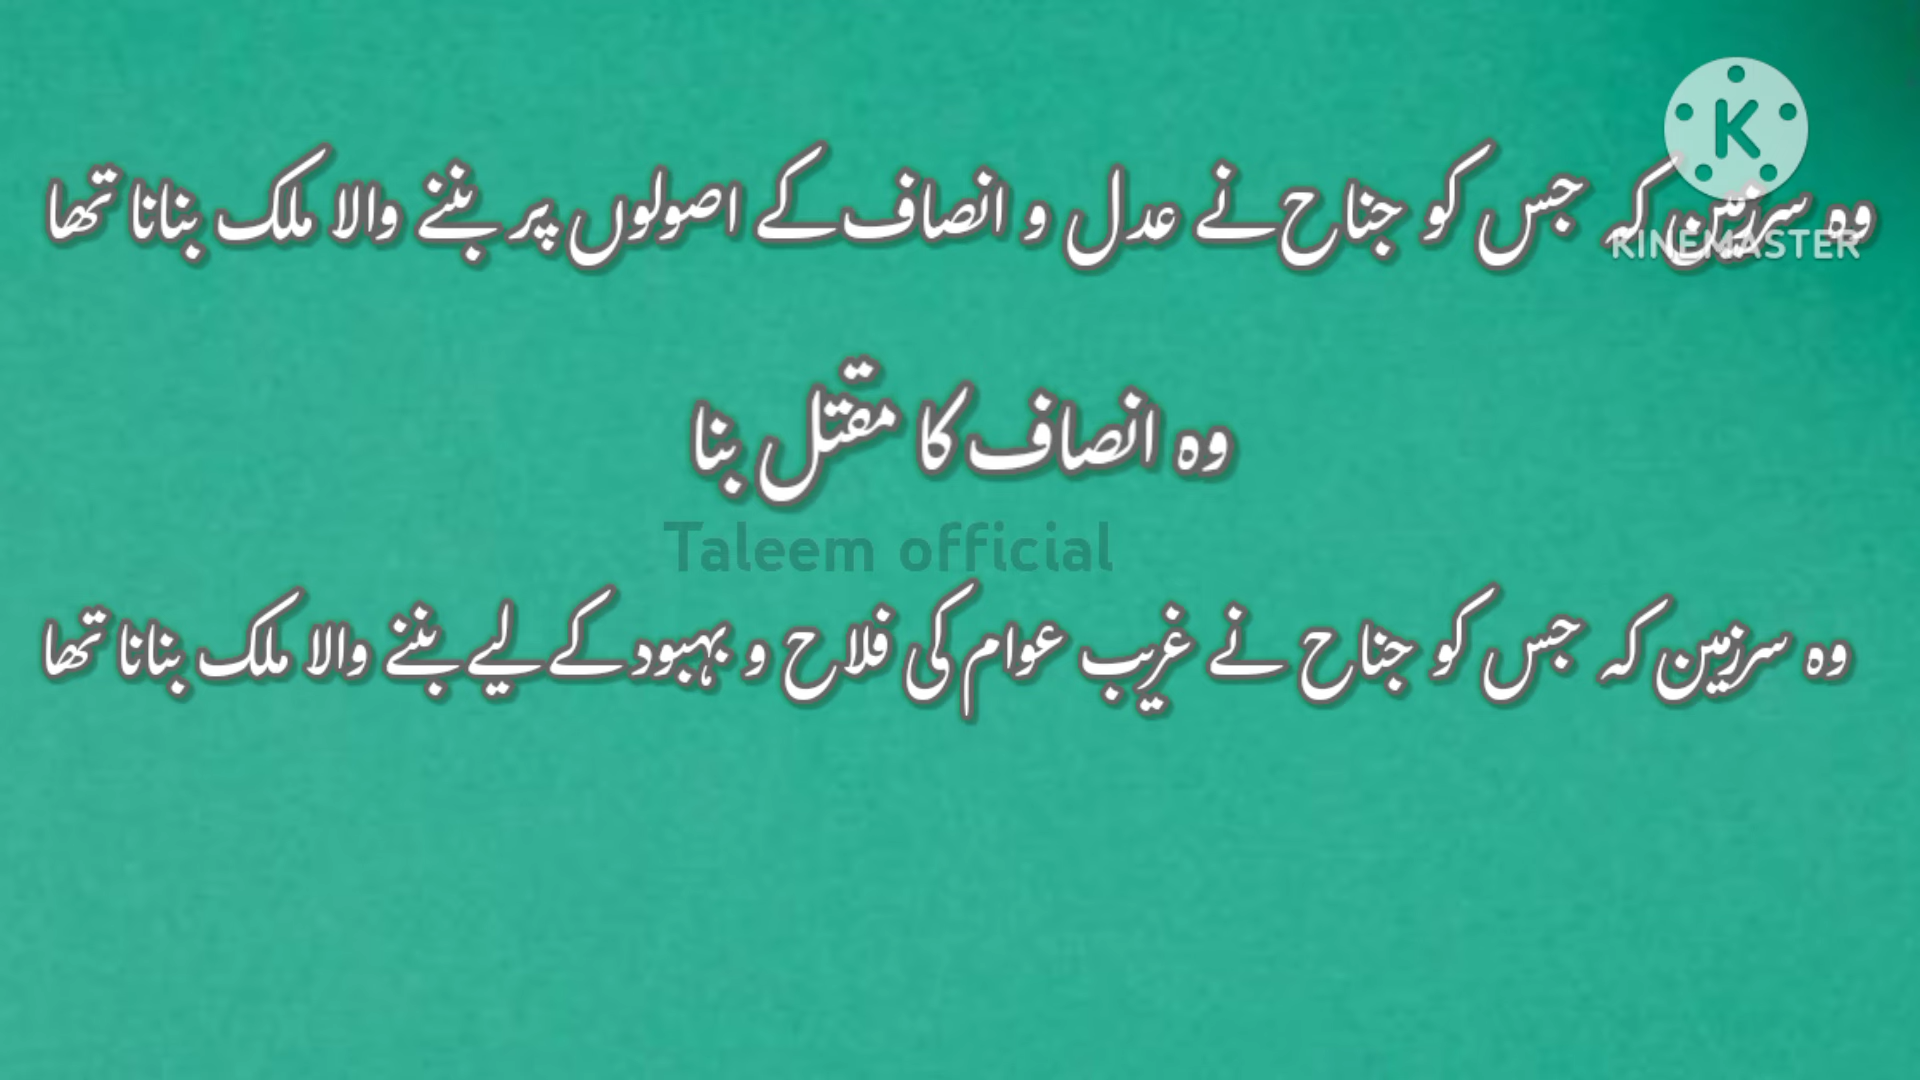 وہ سرزمین کہ جس کو جناح نے عدل و انصاف کے اصولوں پر بننے والا ملک بنانا تھا
K
KINEMASTER
وہ انصاف کا مقتل بنا
Taleem official
وہ سرزمین کہ جس کو جناح نے غریب عوام کی فلاح و بہبود کے لیے بننے والا ملک بنانا تھا